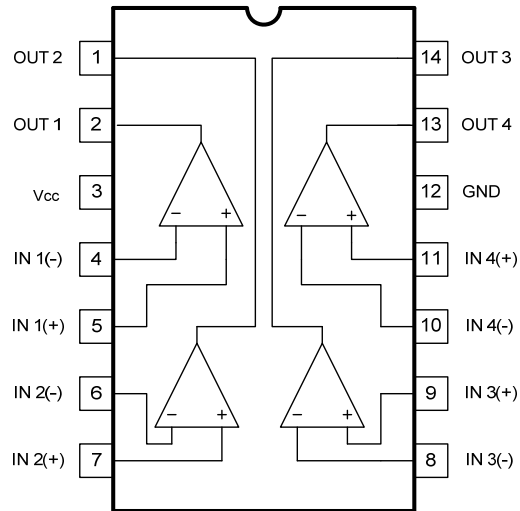 OUT 2 1 14 OUT 3
OUT 1 2 13 OUT 4
Vcc 3 12 GND
- + - +
IN 1(-) 4 11 IN 4(+)
IN 1(+) 5 10 IN 4(-)
IN 2(-) 6 9 IN 3(+)
- + - +
IN 2(+) 7 8 IN 3(-)